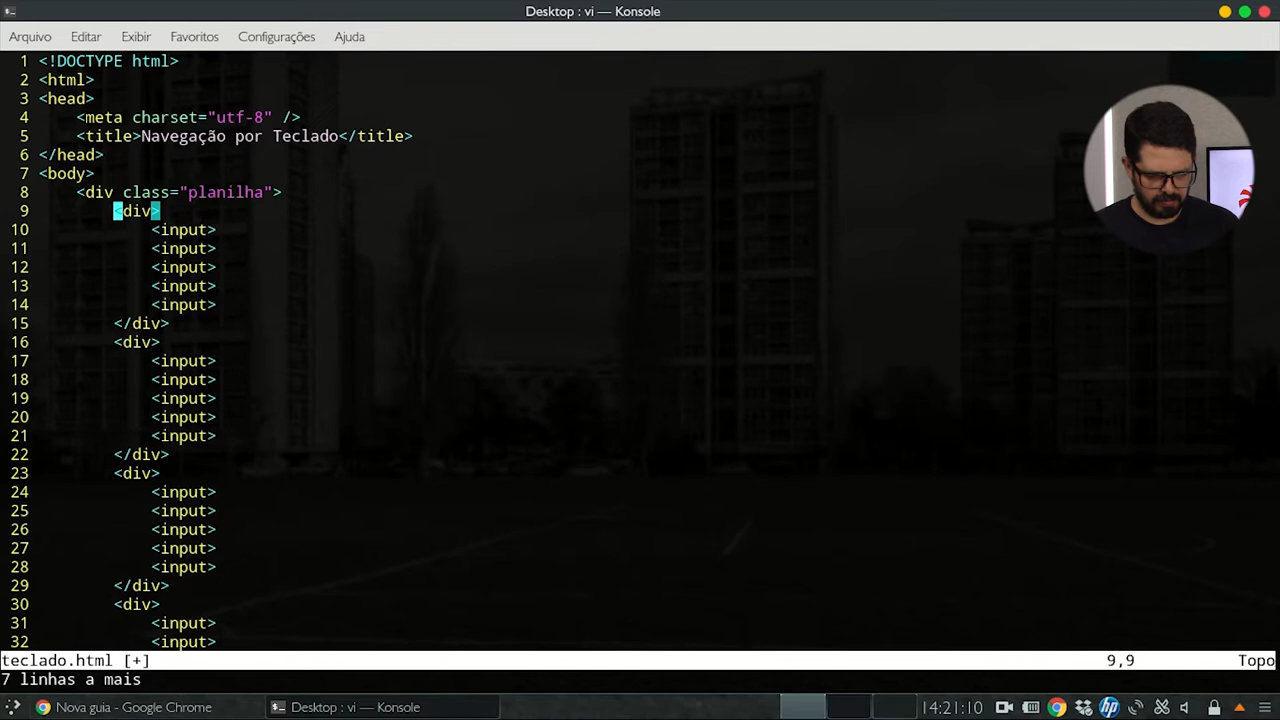 Desktop : vi — Konsole
Arquivo Editar Exibir Favoritos Configurações Ajuda
1 <!DOCTYPE html>
2 <html>
3 <head>
4 <meta charset="utf-8" />
5 <title>Navegação por Teclado</title>
6 </head>
7 <body>
8 <div class="planilha">
9 <div>
10 <input>
11 <input>
12 <input>
13 <input>
14 <input>
15 </div>
16 <div>
17 <input>
18 <input>
19 <input>
20 <input>
21 <input>
22 </div>
23 <div>
24 <input>
25 <input>
26 <input>
27 <input>
28 <input>
29 </div>
30 <div>
31 <input>
32 <input>
teclado.html [+] 9,9 Topo
7 linhas a mais
Nova guia - Google Chrome Desktop : vi — Konsole 14:21:10